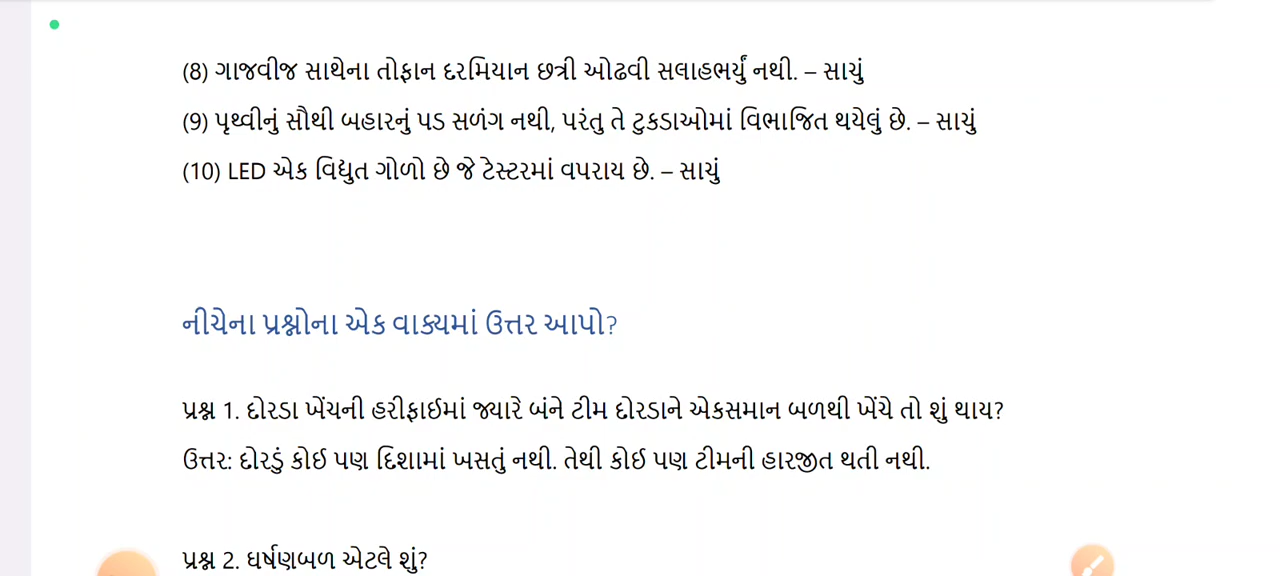 (8) ગાજવીજ સાથેના તોફાન દરમિયાન છત્રી ઓઢવી સલાહભર્યું નથી. – સાચું
(9) પૃથ્વીનું સૌથી બહારનું પડ સળંગ નથી, પરંતુ તે ટુકડાઓમાં વિભાજિત થયેલું છે. – સાચું
(10) LED એક વિદ્યુત ગોળો છે જે ટેસ્ટરમાં વપરાય છે. – સાચું
નીચેના પ્રશ્નોના એક વાક્યમાં ઉત્તર આપો?
પ્રશ્ન 1. દોરડા ખેંચની હરીફાઈમાં જ્યારે બંને ટીમ દોરડાને એકસમાન બળથી ખેંચે તો શું થાય?
ઉત્તર: દોરડું કોઈ પણ દિશામાં ખસતું નથી. તેથી કોઈ પણ ટીમની હારજીત થતી નથી.
પ્રશ્ન 2. ઘર્ષણબળ એટલે શું?